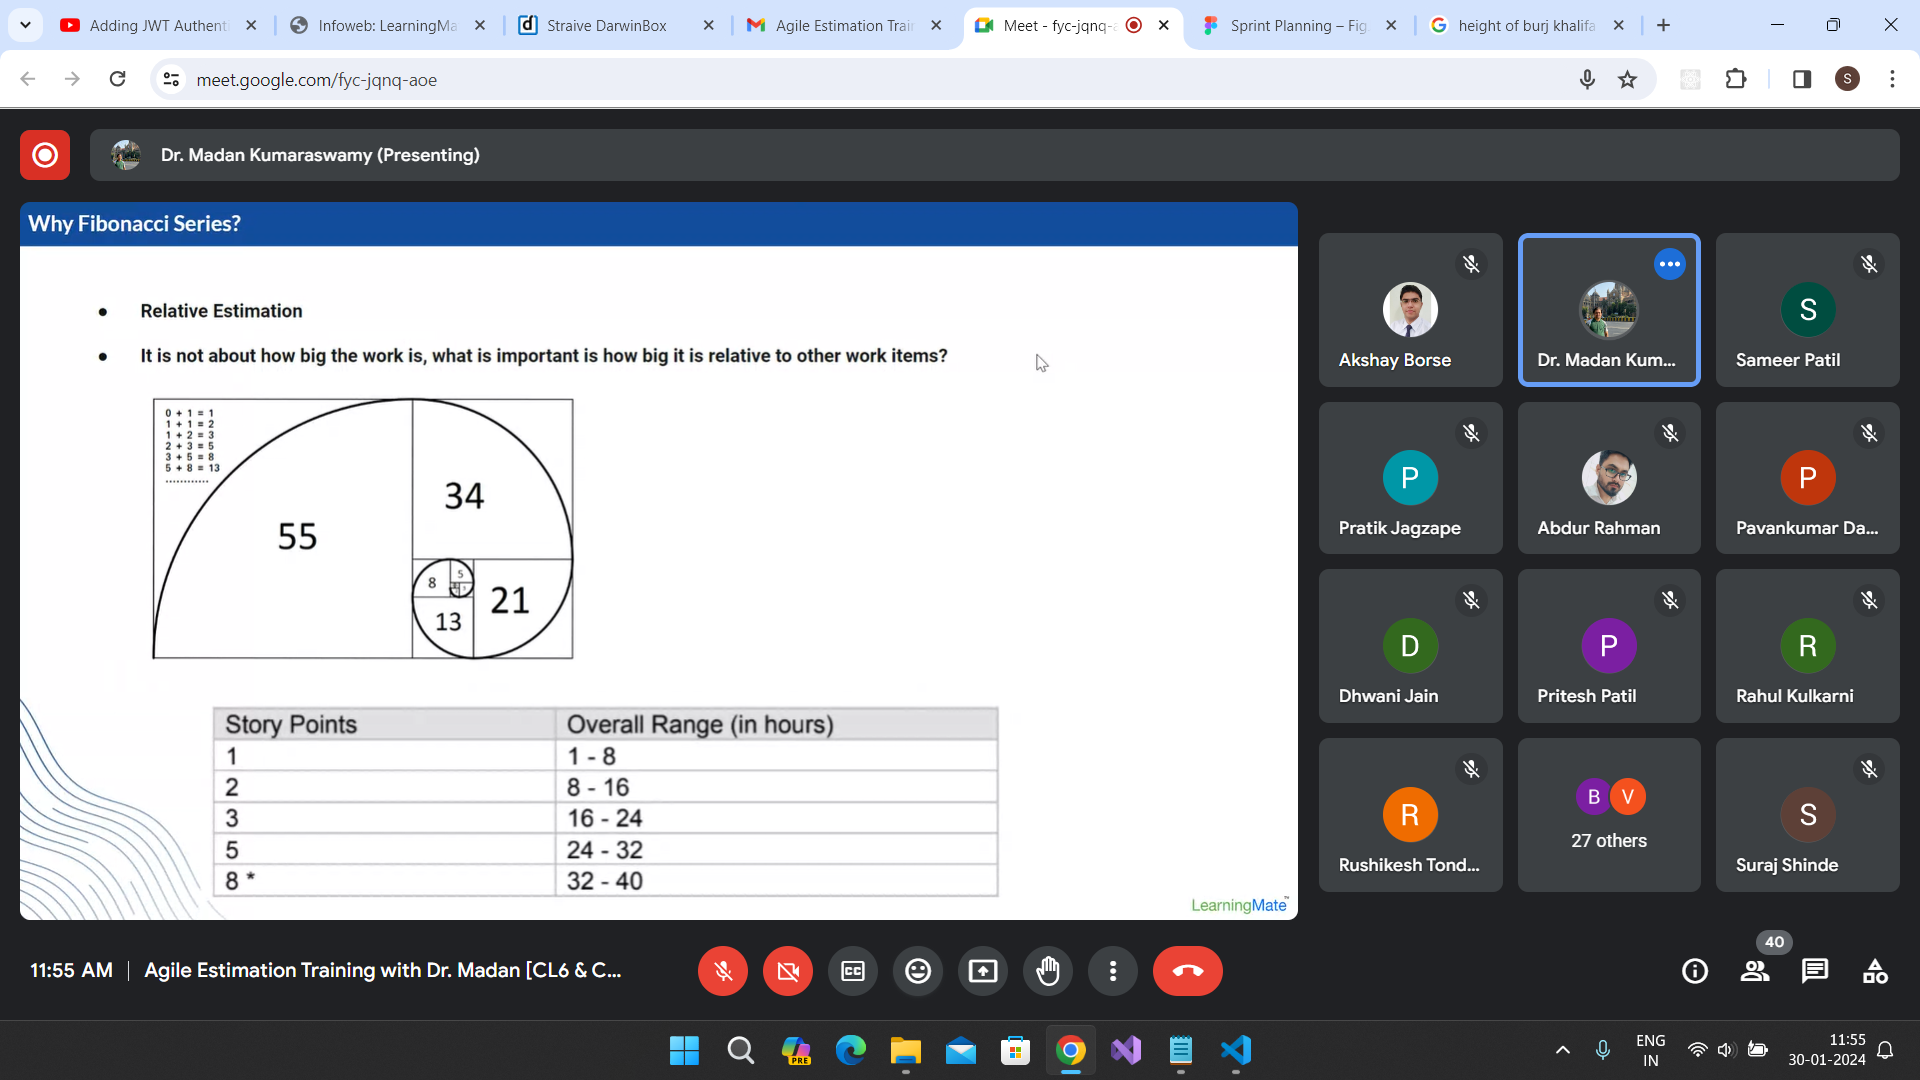 Adding JWT Authenti
Infoweb: LearningMa
Straive DarwinBox
Agile Estimation Train
Meet - fyc-jqnq-a
Sprint Planning – Fig
height of burj khalifa
meet.google.com/fyc-jqnq-aoe
S
Dr. Madan Kumaraswamy (Presenting)
Why Fibonacci Series?
● Relative Estimation
● It is not about how big the work is, what is important is how big it is relative to other work items?
0 + 1 = 1
1 + 1 = 2
1 + 2 = 3
2 + 3 = 5
3 + 5 = 8
5 + 8 = 13
............
55
34
8
5
13
21
Story Points Overall Range (in hours)
1 1 - 8
2 8 - 16
3 16 - 24
5 24 - 32
8 * 32 - 40
LearningMate™
Akshay Borse
Dr. Madan Kum...
S
Sameer Patil
P
Pratik Jagzape
Abdur Rahman
P
Pavankumar Da...
D
Dhwani Jain
P
Pritesh Patil
R
Rahul Kulkarni
R
Rushikesh Tond...
B V
27 others
S
Suraj Shinde
11:55 AM | Agile Estimation Training with Dr. Madan [CL6 & C...
CC
40
PRE
ENG
IN
11:55
30-01-2024